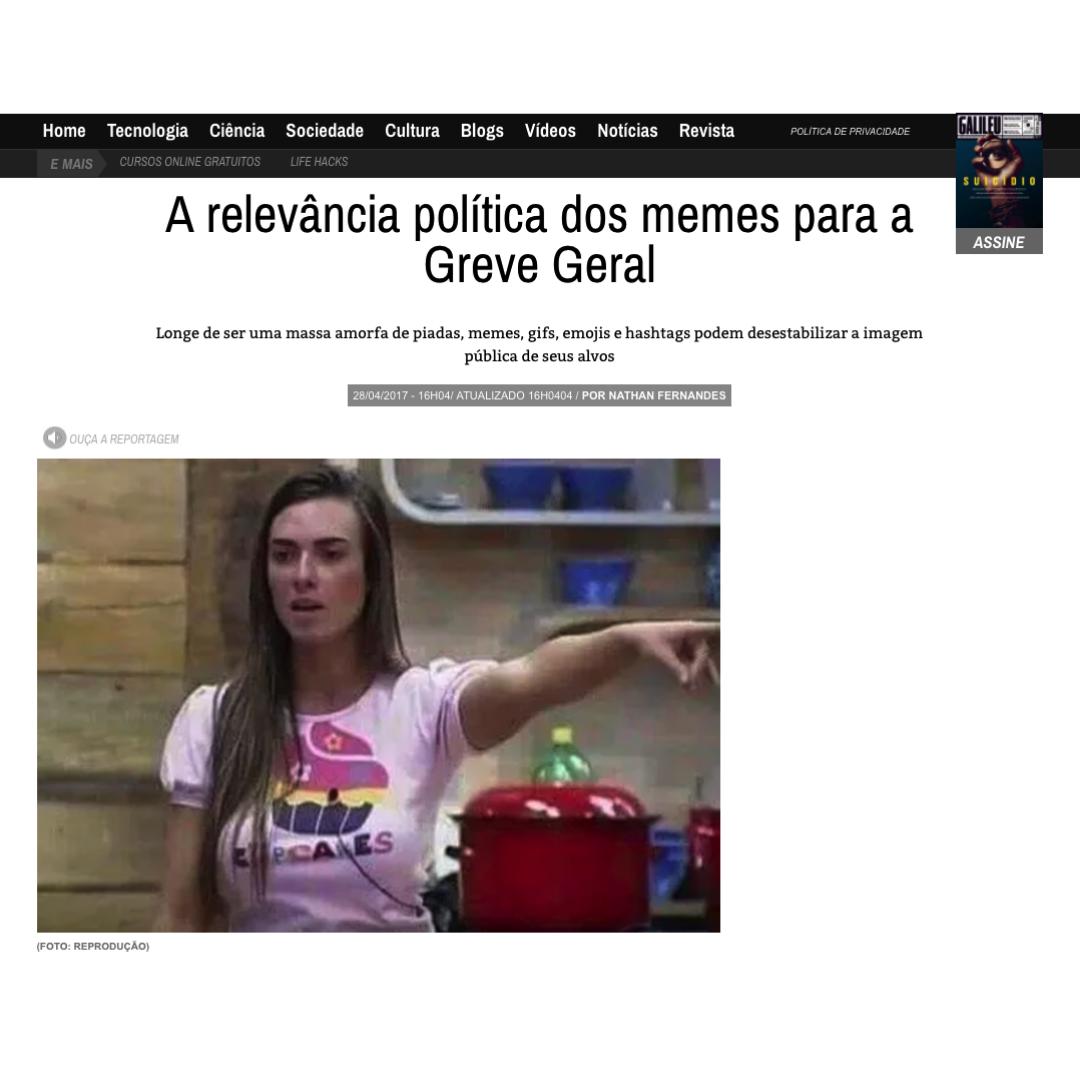 Home Tecnologia Ciência Sociedade Cultura Blogs Vídeos Notícias Revista POLÍTICA DE PRIVACIDADE
E MAIS CURSOS ONLINE GRATUITOS LIFE HACKS
GALILEU
SUICÍDIO
ASSINE
A relevância política dos memes para a
Greve Geral
Longe de ser uma massa amorfa de piadas, memes, gifs, emojis e hashtags podem desestabilizar a imagem
pública de seus alvos
28/04/2017 - 16H04/ ATUALIZADO 16H0404 / POR NATHAN FERNANDES
OUÇA A REPORTAGEM
CUPCAKES
(FOTO: REPRODUÇÃO)